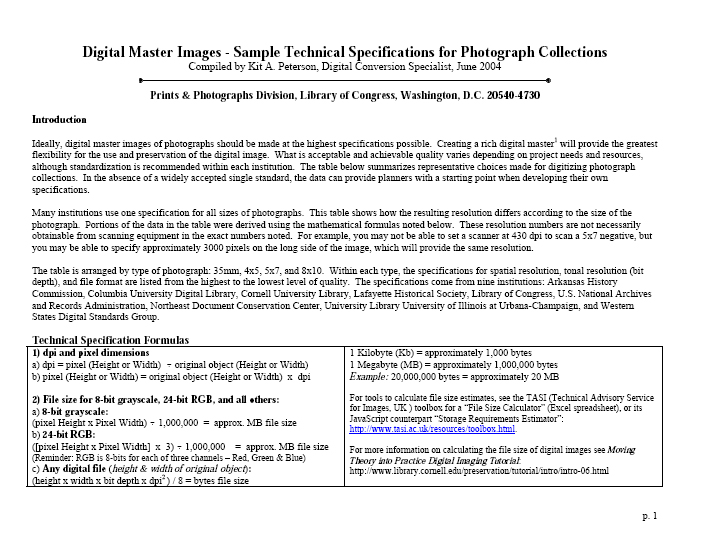 Digital Master Images - Sample Technical Specifications for Photograph Collections
Compiled by Kit A. Peterson, Digital Conversion Specialist, June 2004
Prints & Photographs Division, Library of Congress, Washington, D.C. 20540-4730
Introduction
Ideally, digital master images of photographs should be made at the highest specifications possible. Creating a rich digital master1 will provide the greatest
flexibility for the use and preservation of the digital image. What is acceptable and achievable quality varies depending on project needs and resources,
although standardization is recommended within each institution. The table below summarizes representative choices made for digitizing photograph
collections. In the absence of a widely accepted single standard, the data can provide planners with a starting point when developing their own
specifications.
Many institutions use one specification for all sizes of photographs. This table shows how the resulting resolution differs according to the size of the
photograph. Portions of the data in the table were derived using the mathematical formulas noted below. These resolution numbers are not necessarily
obtainable from scanning equipment in the exact numbers noted. For example, you may not be able to set a scanner at 430 dpi to scan a 5x7 negative, but
you may be able to specify approximately 3000 pixels on the long side of the image, which will provide the same resolution.
The table is arranged by type of photograph: 35mm, 4x5, 5x7, and 8x10. Within each type, the specifications for spatial resolution, tonal resolution (bit
depth), and file format are listed from the highest to the lowest level of quality. The specifications come from nine institutions: Arkansas History
Commission, Columbia University Digital Library, Cornell University Library, Lafayette Historical Society, Library of Congress, U.S. National Archives
and Records Administration, Northeast Document Conservation Center, University Library University of Illinois at Urbana-Champaign, and Western
States Digital Standards Group.
Technical Specification Formulas
1) dpi and pixel dimensions
a) dpi = pixel (Height or Width) ÷ original object (Height or Width)
b) pixel (Height or Width) = original object (Height or Width) x dpi
2) File size for 8-bit grayscale, 24-bit RGB, and all others:
a) 8-bit grayscale:
(pixel Height x Pixel Width) ÷ 1,000,000 = approx. MB file size
b) 24-bit RGB:
([pixel Height x Pixel Width] x 3) ÷ 1,000,000 = approx. MB file size
(Reminder: RGB is 8-bits for each of three channels – Red, Green & Blue)
c) Any digital file (height & width of original object):
(height x width x bit depth x dpi2 ) / 8 = bytes file size
1 Kilobyte (Kb) = approximately 1,000 bytes
1 Megabyte (MB) = approximately 1,000,000 bytes
Example: 20,000,000 bytes = approximately 20 MB
For tools to calculate file size estimates, see the TASI (Technical Advisory Service
for Images, UK ) toolbox for a “File Size Calculator” (Excel spreadsheet), or its
JavaScript counterpart “Storage Requirements Estimator”:
http://www.tasi.ac.uk/resources/toolbox.html.
For more information on calculating the file size of digital images see Moving
Theory into Practice Digital Imaging Tutorial:
http://www.library.cornell.edu/preservation/tutorial/intro/intro-06.html
p. 1